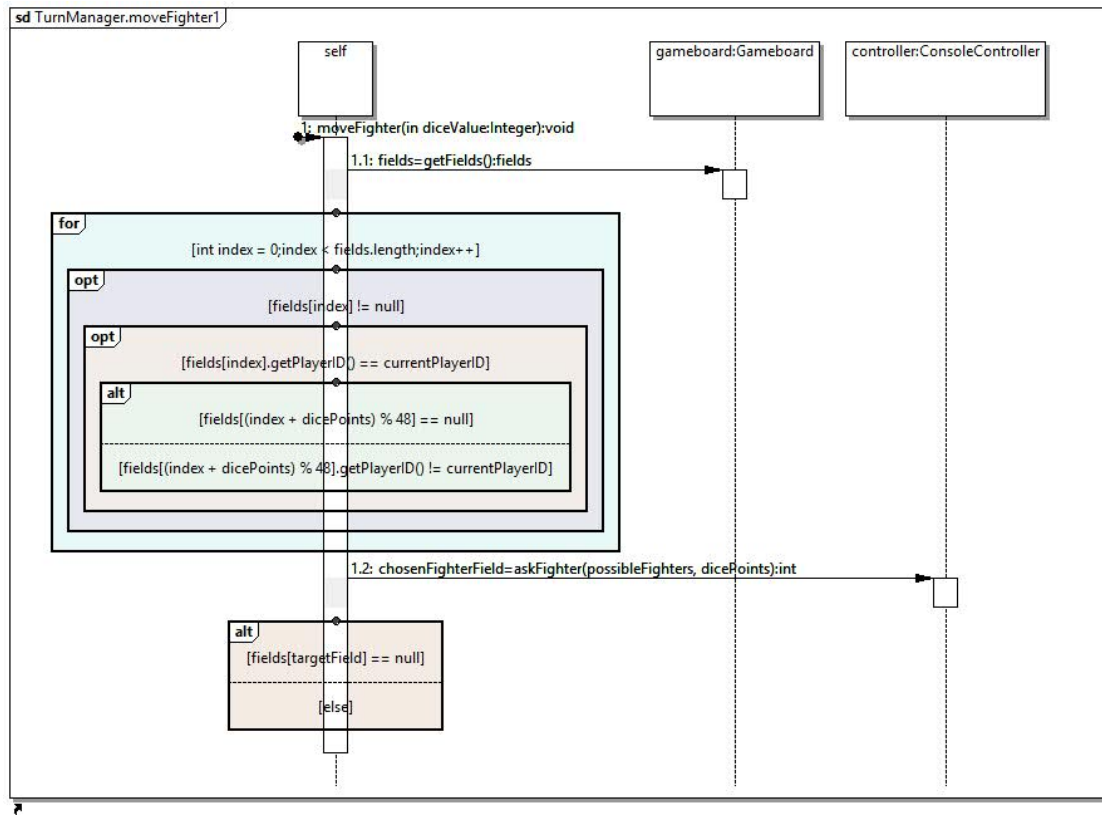 sd TurnManager.moveFighter1
self
gameboard:Gameboard
controller:ConsoleController
1: moveFighter(in diceValue:Integer):void
1.1: fields=getFields():fields
for
[int index = 0;index < fields.length;index++]
opt
[fields[index] != null]
opt
[fields[index].getPlayerID() == currentPlayerID]
alt
[fields[(index + dicePoints) % 48] == null]
[fields[(index + dicePoints) % 48].getPlayerID() != currentPlayerID]
1.2: chosenFighterField=askFighter(possibleFighters, dicePoints):int
alt
[fields[targetField] == null]
[else]